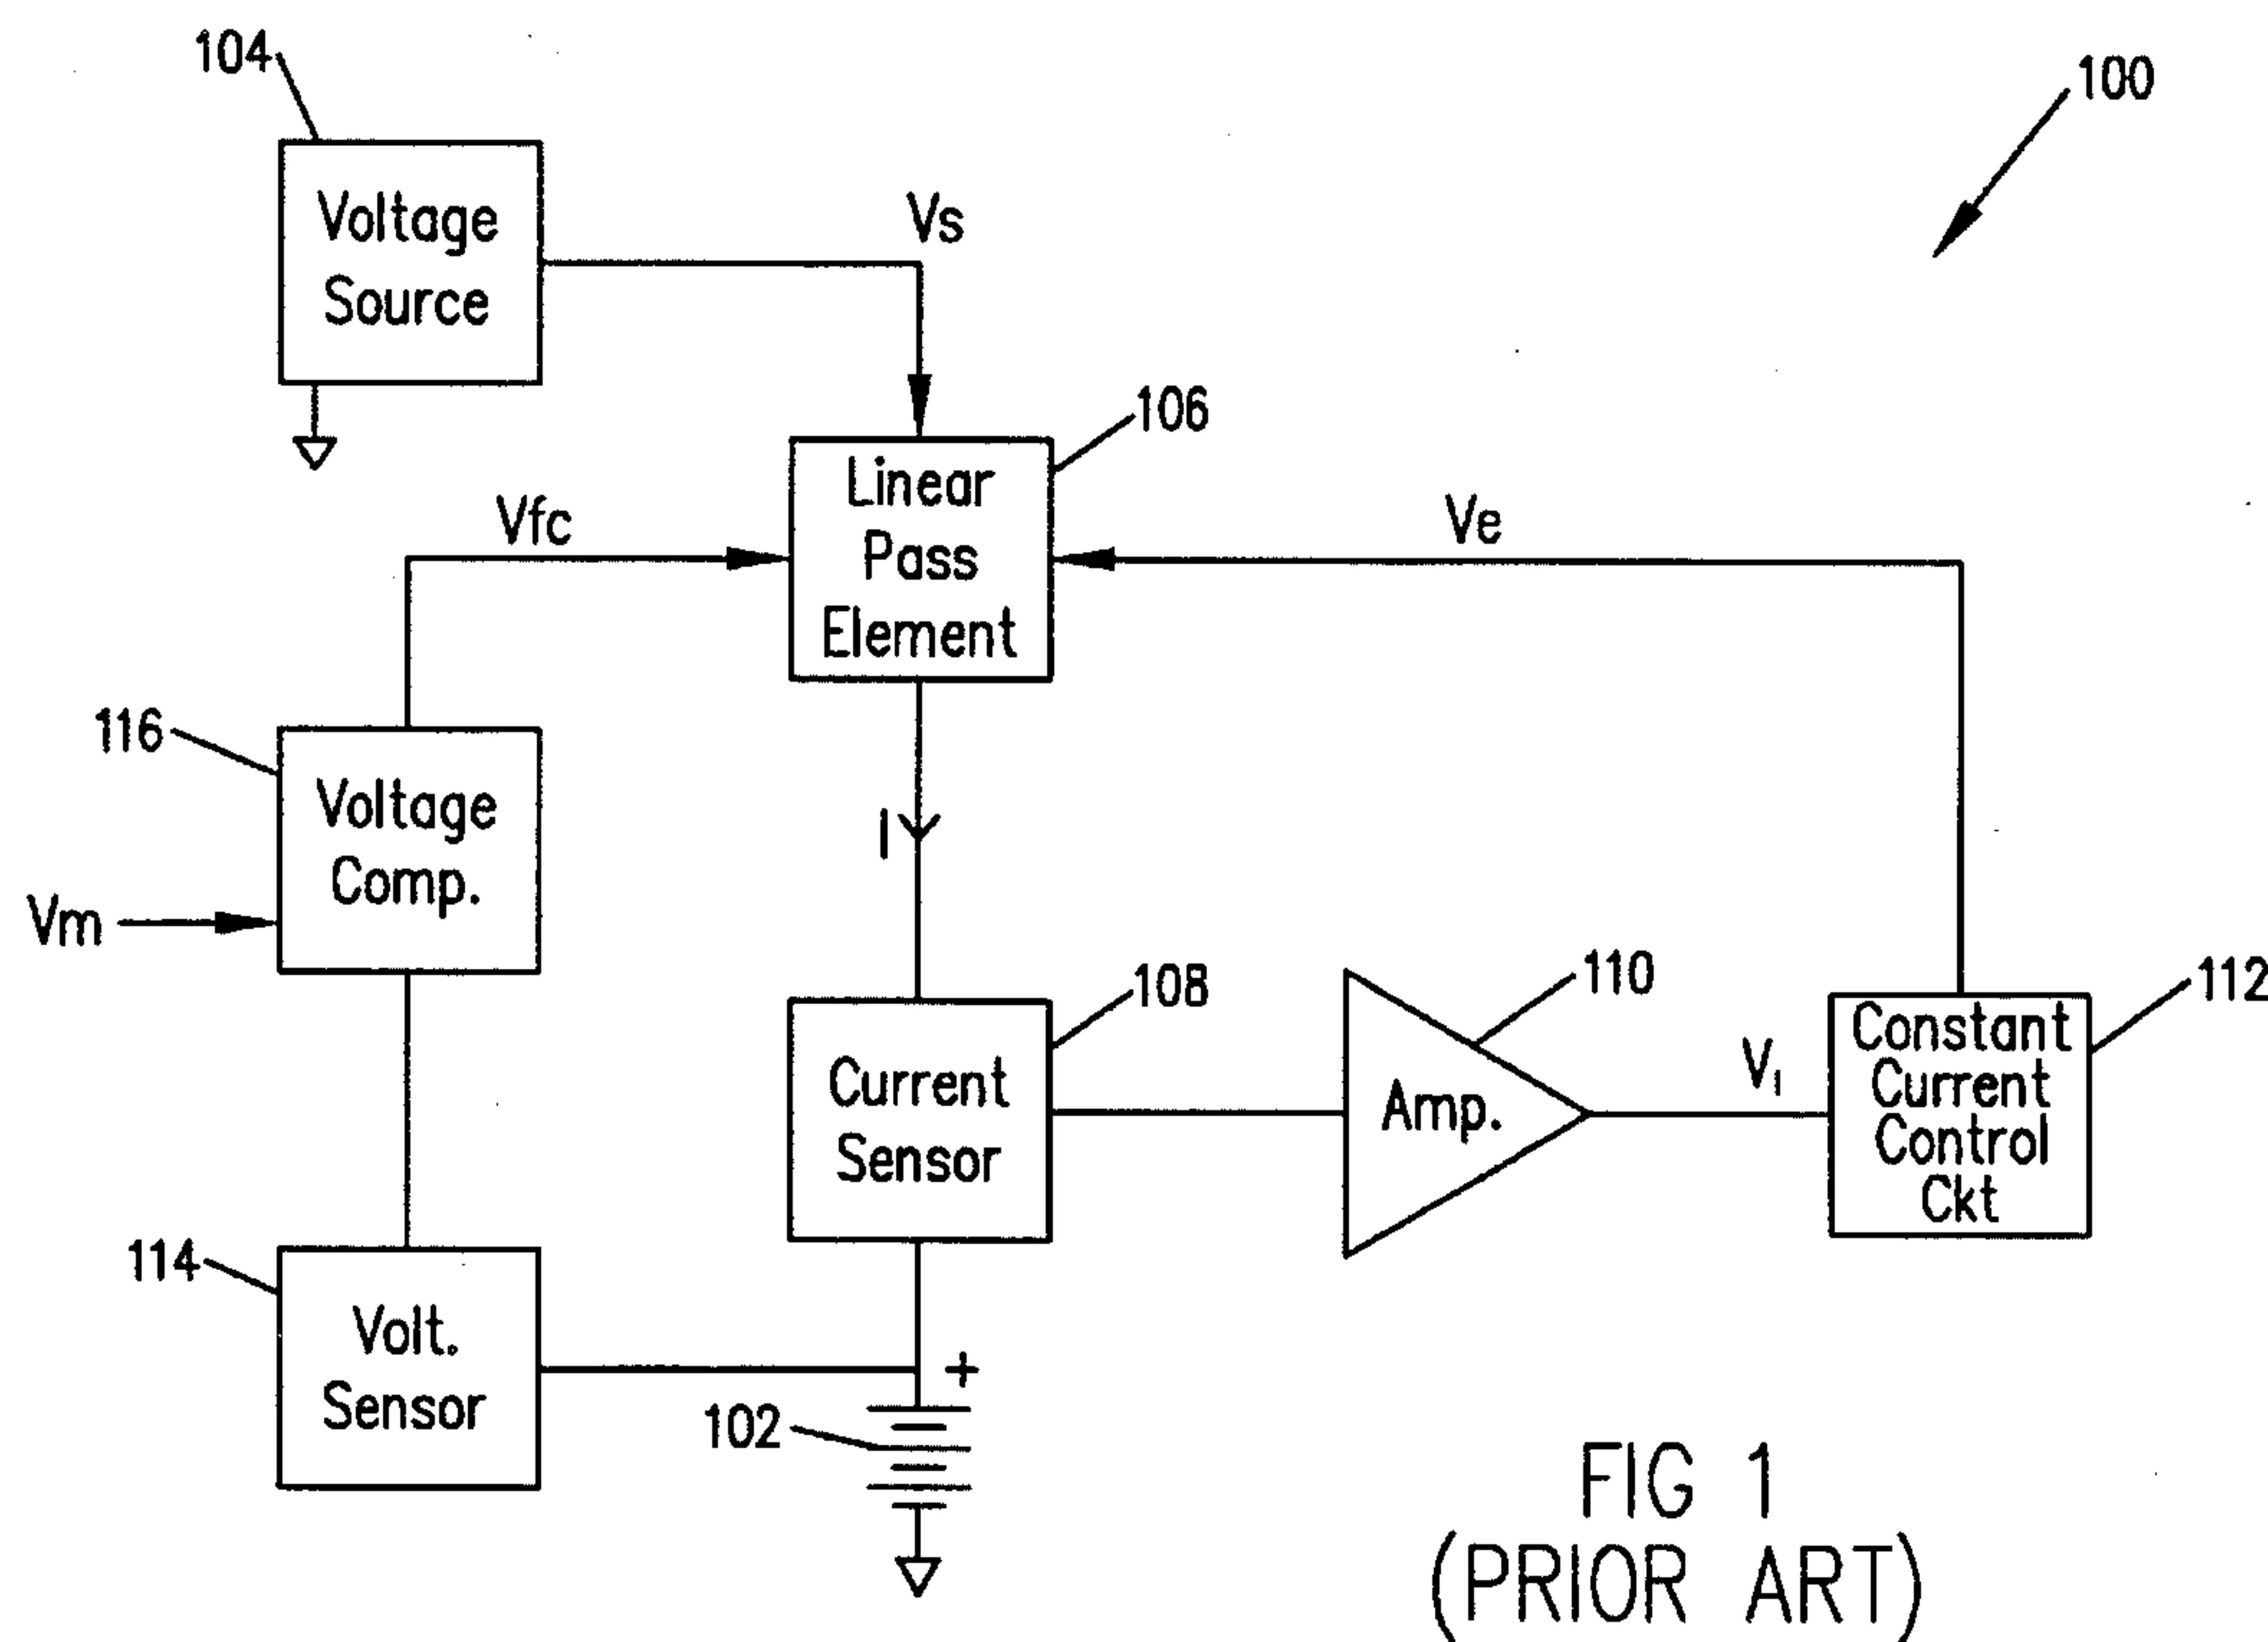 104
100
Voltage
Source
Vs
106
Linear
Pass
Element
Vfc
Ve
116
Voltage
Comp.
Vm
I
108
Current
Sensor
110
Amp.
V₁
112
Constant
Current
Control
Ckt
114
Volt.
Sensor
+
102
FIG 1
(PRIOR ART)